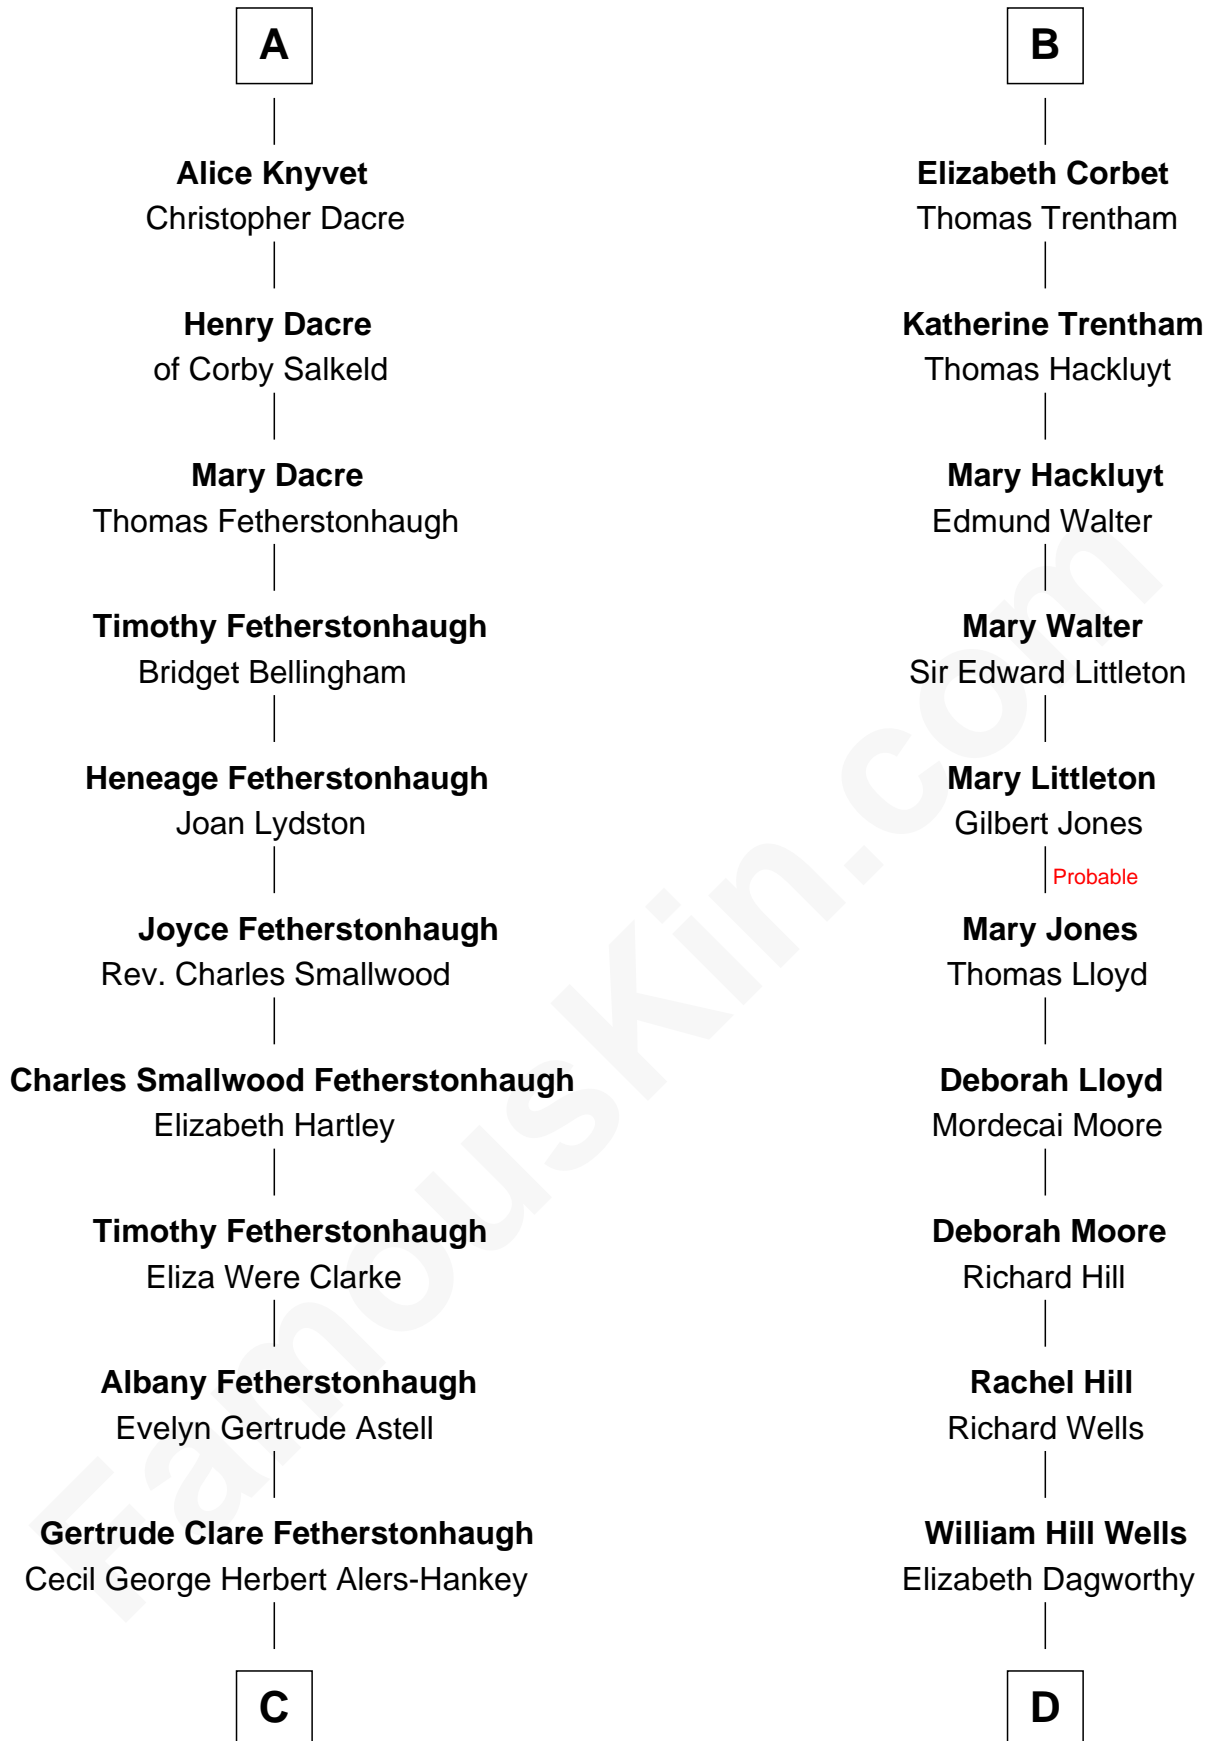 A
Alice Knyvet
Christopher Dacre
Henry Dacre
of Corby Salkeld
Mary Dacre
Thomas Fetherstonhaugh
Timothy Fetherstonhaugh
Bridget Bellingham
Heneage Fetherstonhaugh
Joan Lydston
Joyce Fetherstonhaugh
Rev. Charles Smallwood
Charles Smallwood Fetherstonhaugh
Elizabeth Hartley
Timothy Fetherstonhaugh
Eliza Were Clarke
Albany Fetherstonhaugh
Evelyn Gertrude Astell
Gertrude Clare Fetherstonhaugh
Cecil George Herbert Alers-Hankey
C
B
Elizabeth Corbet
Thomas Trentham
Katherine Trentham
Thomas Hackluyt
Mary Hackluyt
Edmund Walter
Mary Walter
Sir Edward Littleton
Mary Littleton
Gilbert Jones
Probable
Mary Jones
Thomas Lloyd
Deborah Lloyd
Mordecai Moore
Deborah Moore
Richard Hill
Rachel Hill
Richard Wells
William Hill Wells
Elizabeth Dagworthy
D
FamousKin.com